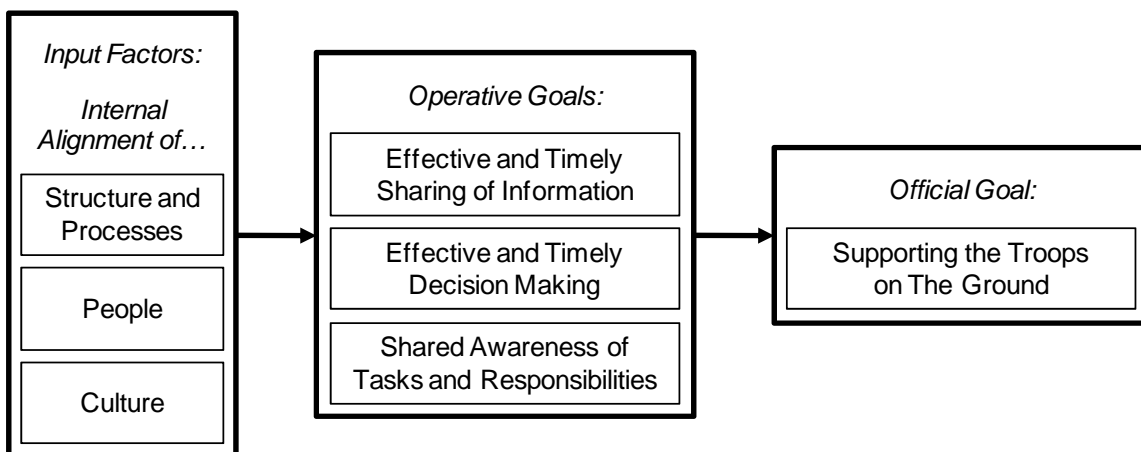 Input Factors:
Internal
Alignment of…
Structure and
Processes
People
Culture
Operative Goals:
Effective and Timely
Sharing of Information
Effective and Timely
Decision Making
Shared Awareness of
Tasks and Responsibilities
Official Goal:
Supporting the Troops
on The Ground